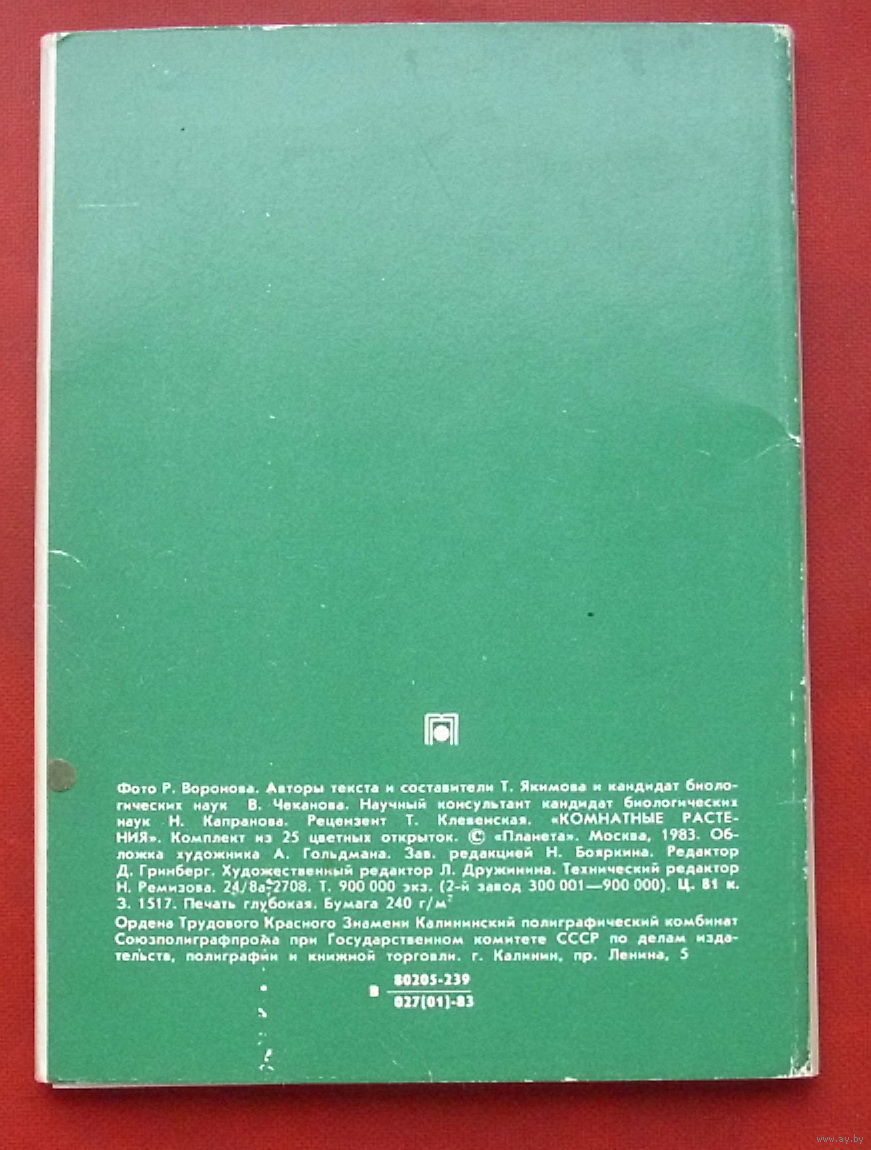 Фото Р. Воронова. Авторы текста и составители Т. Якимова и кандидат биоло-
гических наук В. Чеканова. Научный консультант кандидат биологических
наук Н. Капранова. Рецензент Т. Клевенская. «КОМНАТНЫЕ РАСТЕ-
НИЯ». Комплект из 25 цветных открыток. © «Планета». Москва, 1983. Об-
ложка художника А. Гольдмана. Зав. редакцией Н. Бояркина. Редактор
Д. Гринберг. Художественный редактор Л. Дружинина. Технический редактор
Н. Ремизова. 24/8а-2708. Т. 900 000 экз. (2-й завод 300 001—900 000). Ц. 81 к.
З. 1517. Печать глубокая. Бумага 240 г/м²
Ордена Трудового Красного Знамени Калининский полиграфический комбинат
Союзполиграфпрома при Государственном комитете СССР по делам изда-
тельств, полиграфии и книжной торговли. г. Калинин, пр. Ленина, 5
80205-239
в
027(01)-83
www.ay.by